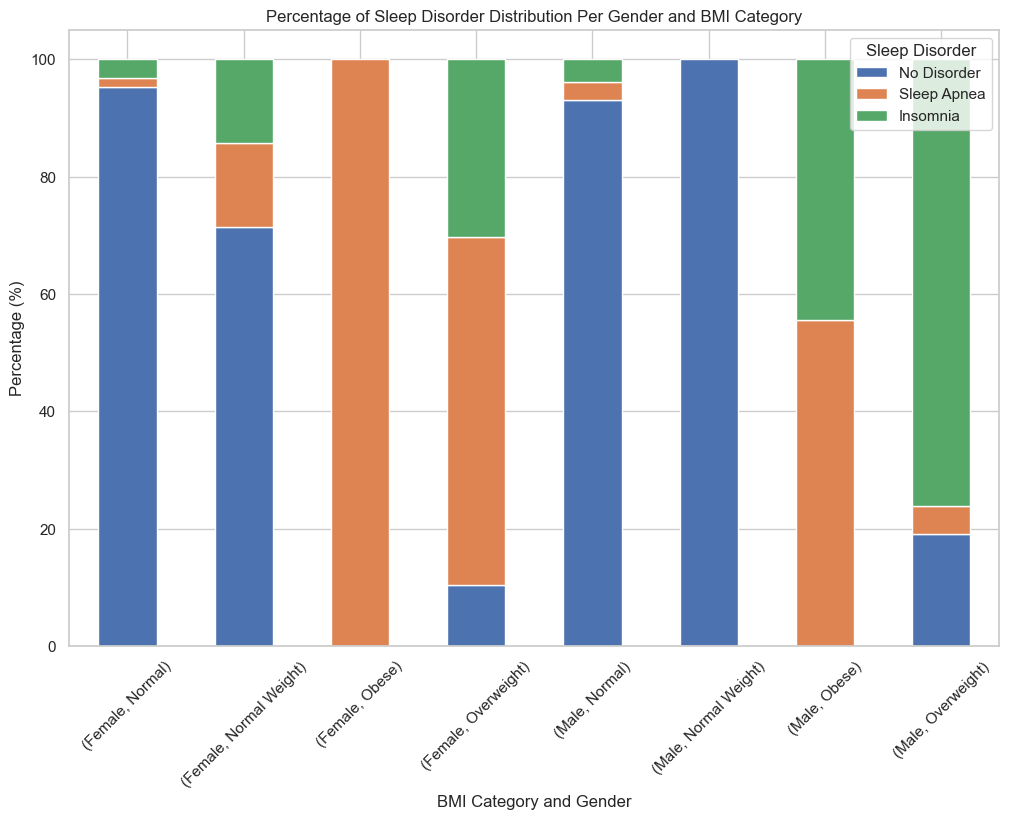 Percentage of Sleep Disorder Distribution Per Gender and BMI Category
Sleep Disorder
No Disorder
Sleep Apnea
Insomnia
Percentage (%)
100
80
60
40
20
0
(Female, Normal)
(Female, Normal Weight)
(Female, Obese)
(Female, Overweight)
(Male, Normal)
(Male, Normal Weight)
(Male, Obese)
(Male, Overweight)
BMI Category and Gender